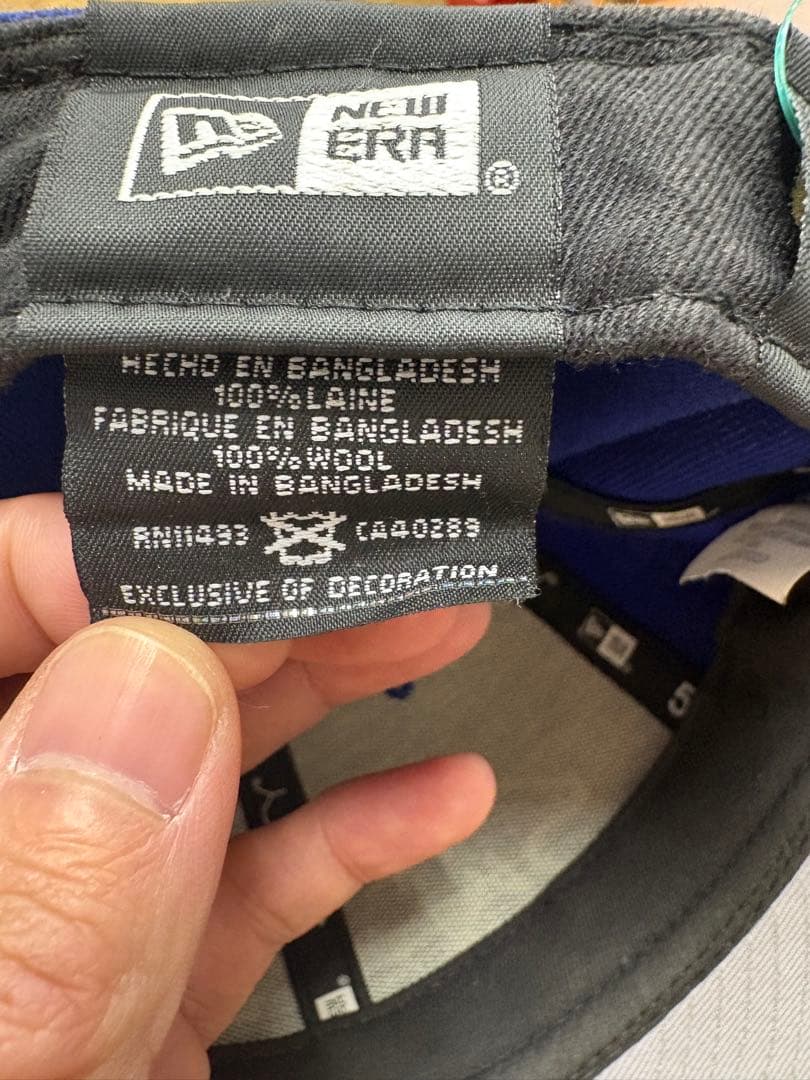 NEW
ERA
®
HECHO EN BANGLADESH
100% LAINE
FABRIQUE EN BANGLADESH
100% WOOL
MADE IN BANGLADESH
RN11493 CA40289
EXCLUSIVE OF DECORATION
5